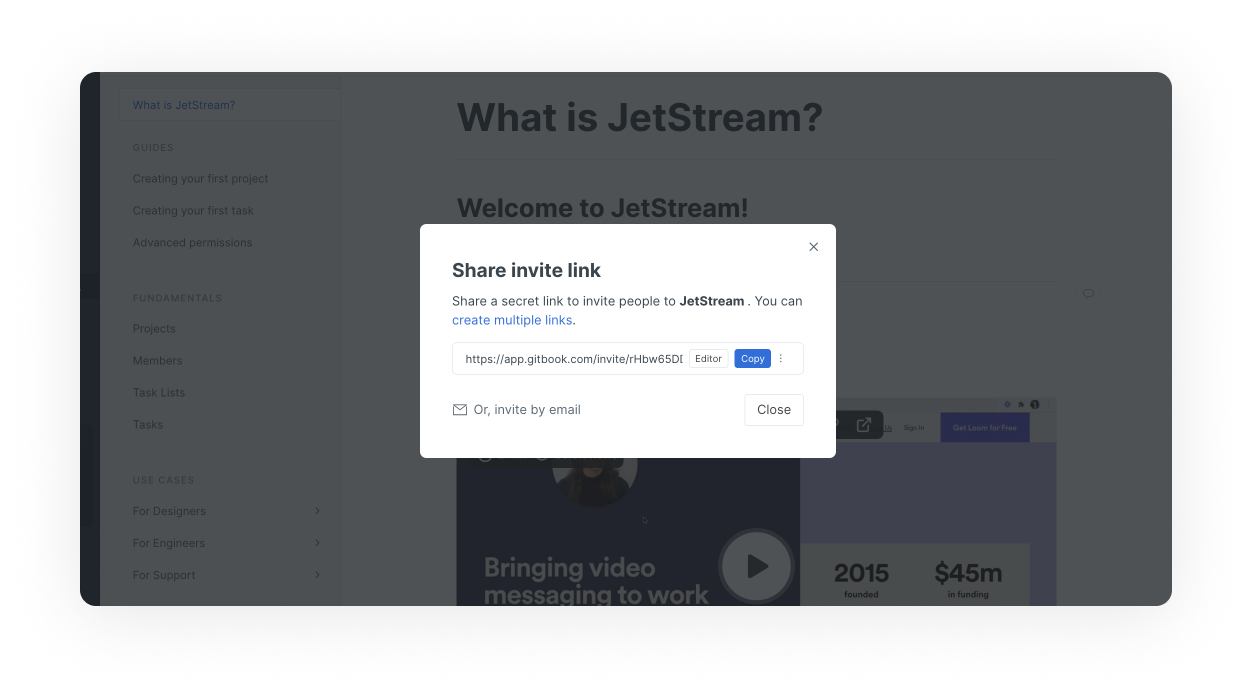 What is JetStream?
GUIDES
Creating your first project
Creating your first task
Advanced permissions
FUNDAMENTALS
Projects
Members
Task Lists
Tasks
USE CASES
For Designers
For Engineers
For Support
What is JetStream?
Welcome to JetStream!
Share invite link
Share a secret link to invite people to JetStream . You can
create multiple links.
https://app.gitbook.com/invite/rHbw65D Editor Copy
Or, invite by email Close
Sign In Get Loom for Free
Bringing video
messaging to work
2015 $45m
founded in funding